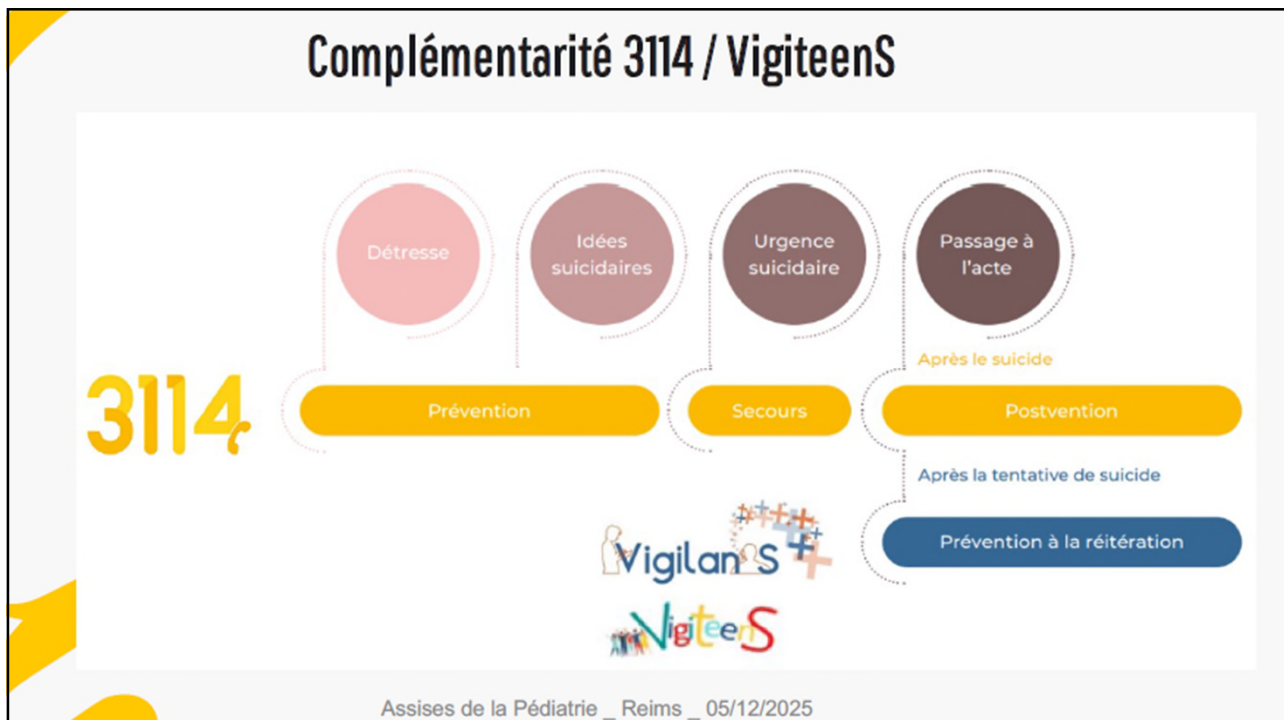 Complémentarité 3114 / VigiteenS
Détresse
Idées
suicidaires
Urgence
suicidaire
Passage à
l'acte
Après le suicide
3114
Prévention
Secours
Postvention
Après la tentative de suicide
VigilanS
Prévention à la réitération
VigiteenS
Assises de la Pédiatrie _ Reims _ 05/12/2025